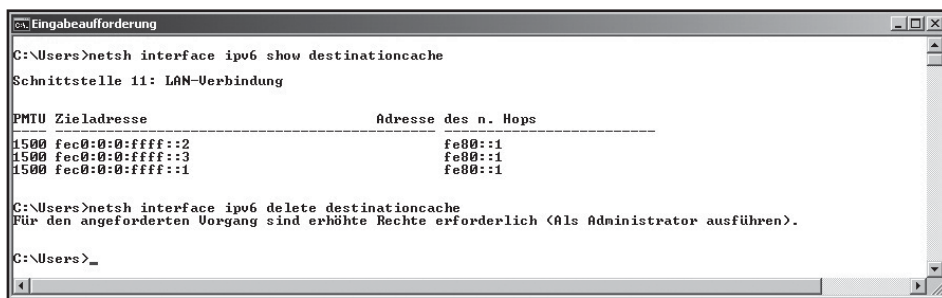 Eingabeaufforderung
C:\Users>netsh interface ipv6 show destinationcache
Schnittstelle 11: LAN-Verbindung
PMTU Zieladresse Adresse des n. Hops
---- --------------------------------------------- -------------------------
1500 fec0:0:0:ffff::2 fe80::1
1500 fec0:0:0:ffff::3 fe80::1
1500 fec0:0:0:ffff::1 fe80::1
C:\Users>netsh interface ipv6 delete destinationcache
Für den angeforderten Vorgang sind erhöhte Rechte erforderlich (Als Administrator ausführen).
C:\Users>_